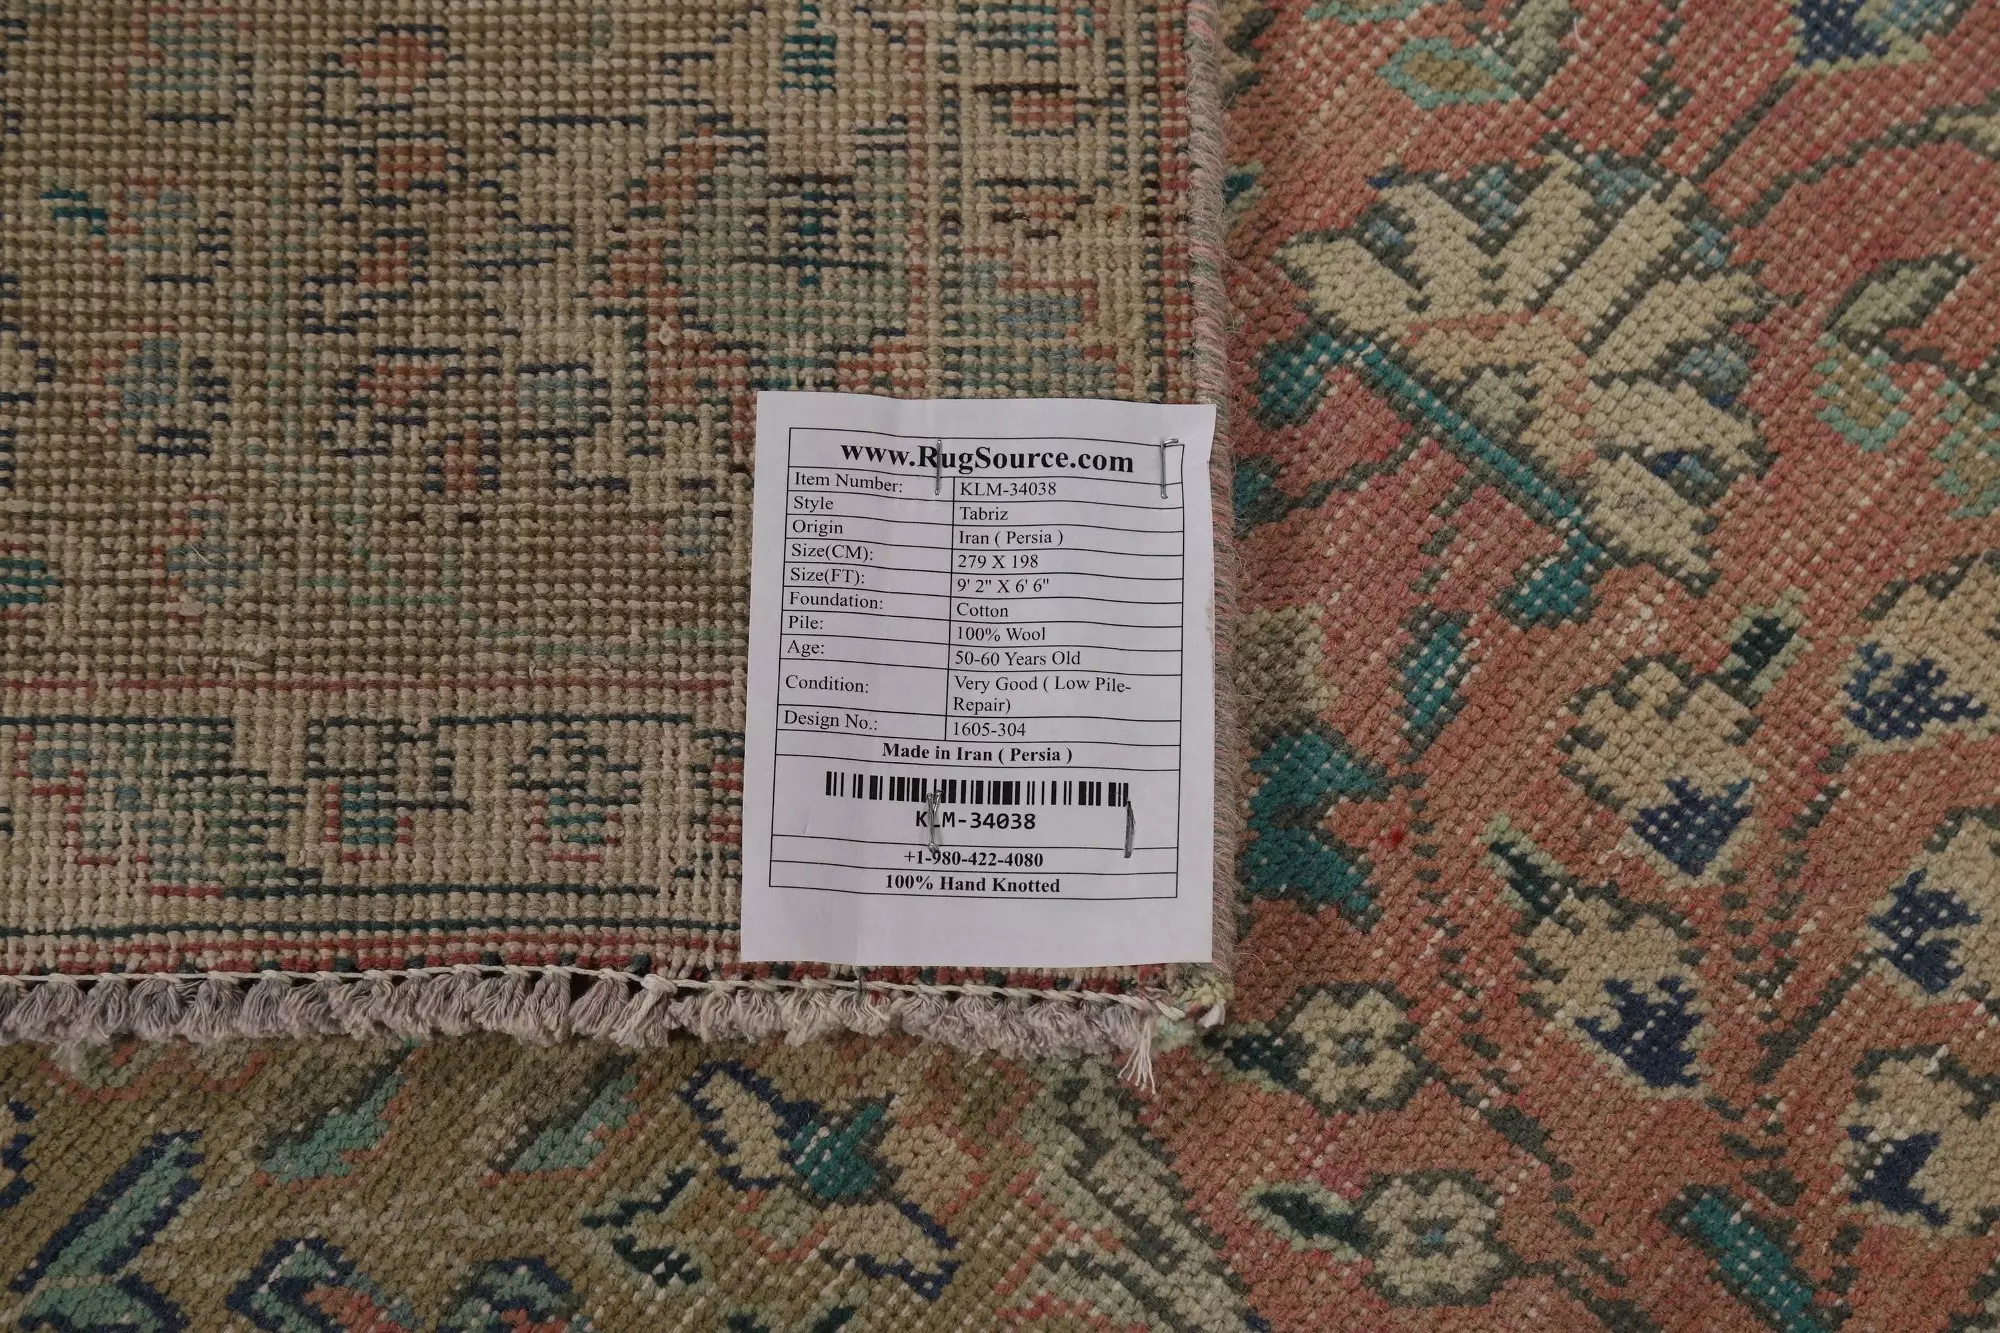 www.RugSource.com
Item Number: KLM-34038
Style Tabriz
Origin Iran ( Persia )
Size(CM): 279 X 198
Size(FT): 9' 2" X 6' 6"
Foundation: Cotton
Pile: 100% Wool
Age: 50-60 Years Old
Condition: Very Good ( Low Pile-
Repair)
Design No.: 1605-304
Made in Iran ( Persia )
KLM-34038
+1-980-422-4080
100% Hand Knotted